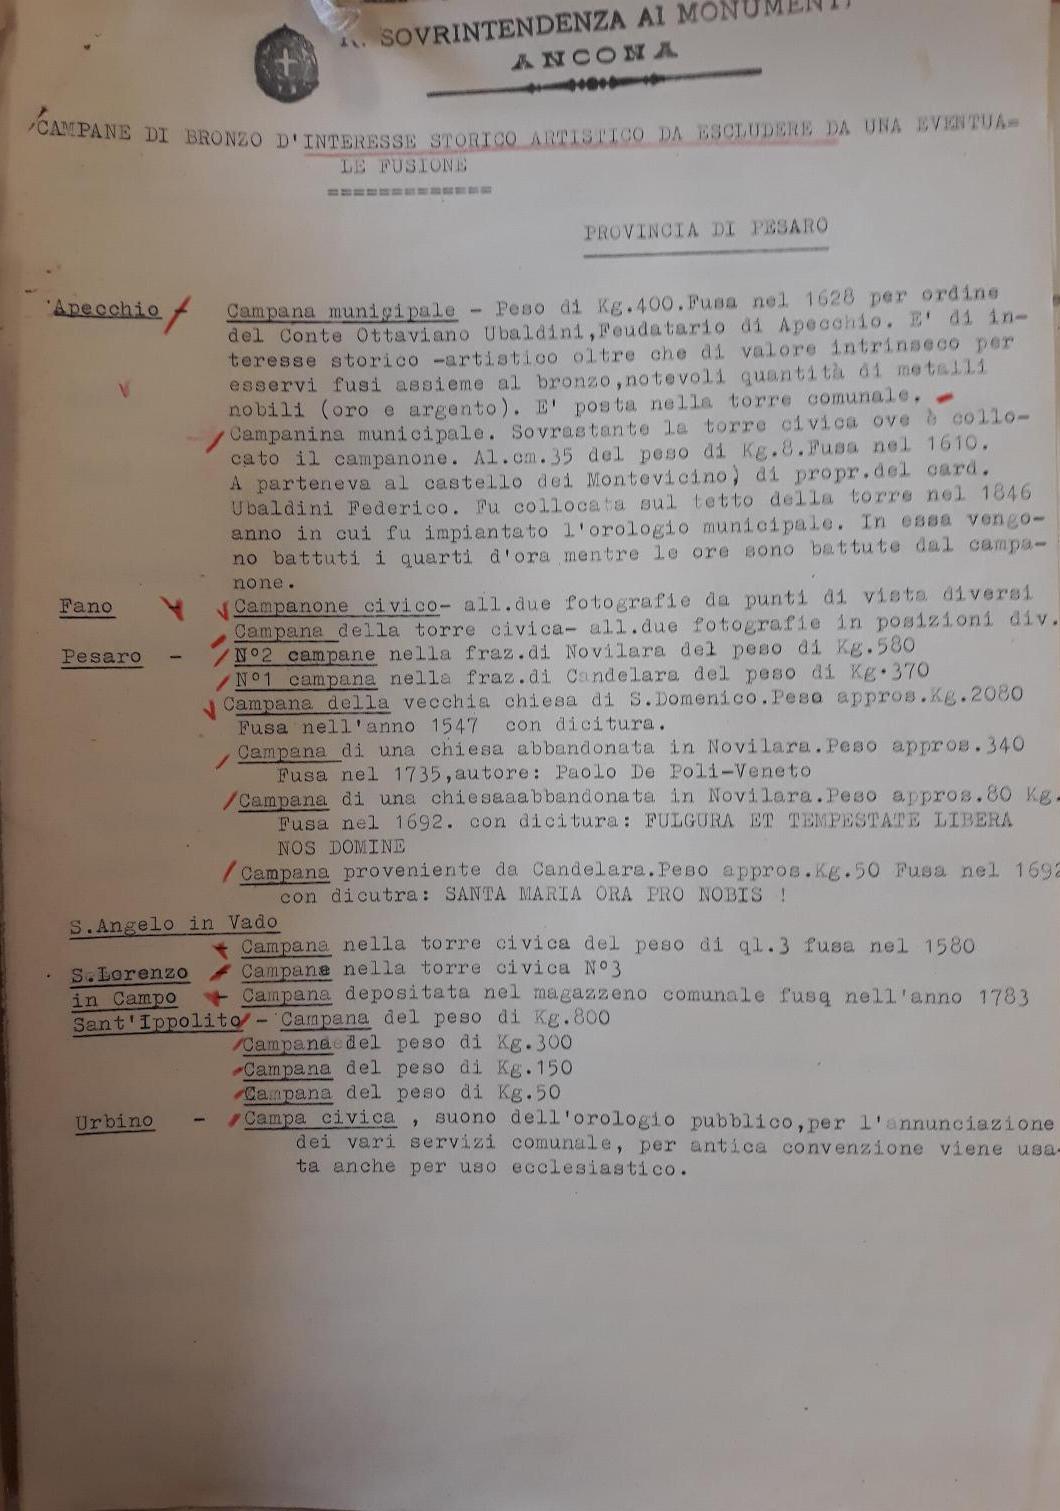 R. SOVRINTENDENZA AI MONUMENTI
ANCONA
CAMPANE DI BRONZO D'INTERESSE STORICO ARTISTICO DA ESCLUDERE DA UNA EVENTUA=
LE FUSIONE
=============
PROVINCIA DI PESARO
Apecchio Campana municipale - Peso di Kg.400.Fusa nel 1628 per ordine
del Conte Ottaviano Ubaldini,Feudatario di Apecchio. E' di in-
teresse storico -artistico oltre che di valore intrinseco per
esservi fusi assieme al bronzo,notevoli quantità di metalli
nobili (oro e argento). E' posta nella torre comunale.
Campanina municipale. Sovrastante la torre civica ove è collo-
cato il campanone. Al.cm.35 del peso di Kg.8.Fusa nel 1610.
A parteneva al castello dei Montevicino) di propr.del card.
Ubaldini Federico. Fu collocata sul tetto della torre nel 1846
anno in cui fu impiantato l'orologio municipale. In essa vengo-
no battuti i quarti d'ora mentre le ore sono battute dal campa-
none.
Fano - Campanone civico- all.due fotografie da punti di vista diversi
Campana della torre civica- all.due fotografie in posizioni div.
Pesaro - N°2 campane nella fraz.di Novilara del peso di Kg.580
N°1 campana nella fraz.di Candelara del peso di Kg.370
Campana della vecchia chiesa di S.Domenico.Peso appros.Kg.2080
Fusa nell'anno 1547 con dicitura.
Campana di una chiesa abbandonata in Novilara.Peso appros.340
Fusa nel 1735,autore: Paolo De Poli-Veneto
Campana di una chiesaaabbandonata in Novilara.Peso appros.80 Kg.
Fusa nel 1692. con dicitura: FULGURA ET TEMPESTATE LIBERA
NOS DOMINE
Campana proveniente da Candelara.Peso appros.Kg.50 Fusa nel 1692
con dicutra: SANTA MARIA ORA PRO NOBIS !
S.Angelo in Vado
Campana nella torre civica del peso di ql.3 fusa nel 1580
S.Lorenzo - Campane nella torre civica N°3
in Campo - Campana depositata nel magazzeno comunale fusq nell'anno 1783
Sant'Ippolito - Campana del peso di Kg.800
Campana del peso di Kg.300
Campana del peso di Kg.150
Campana del peso di Kg.50
Urbino - Campa civica , suono dell'orologio pubblico,per l'annunciazione
dei vari servizi comunale, per antica convenzione viene usa-
ta anche per uso ecclesiastico.